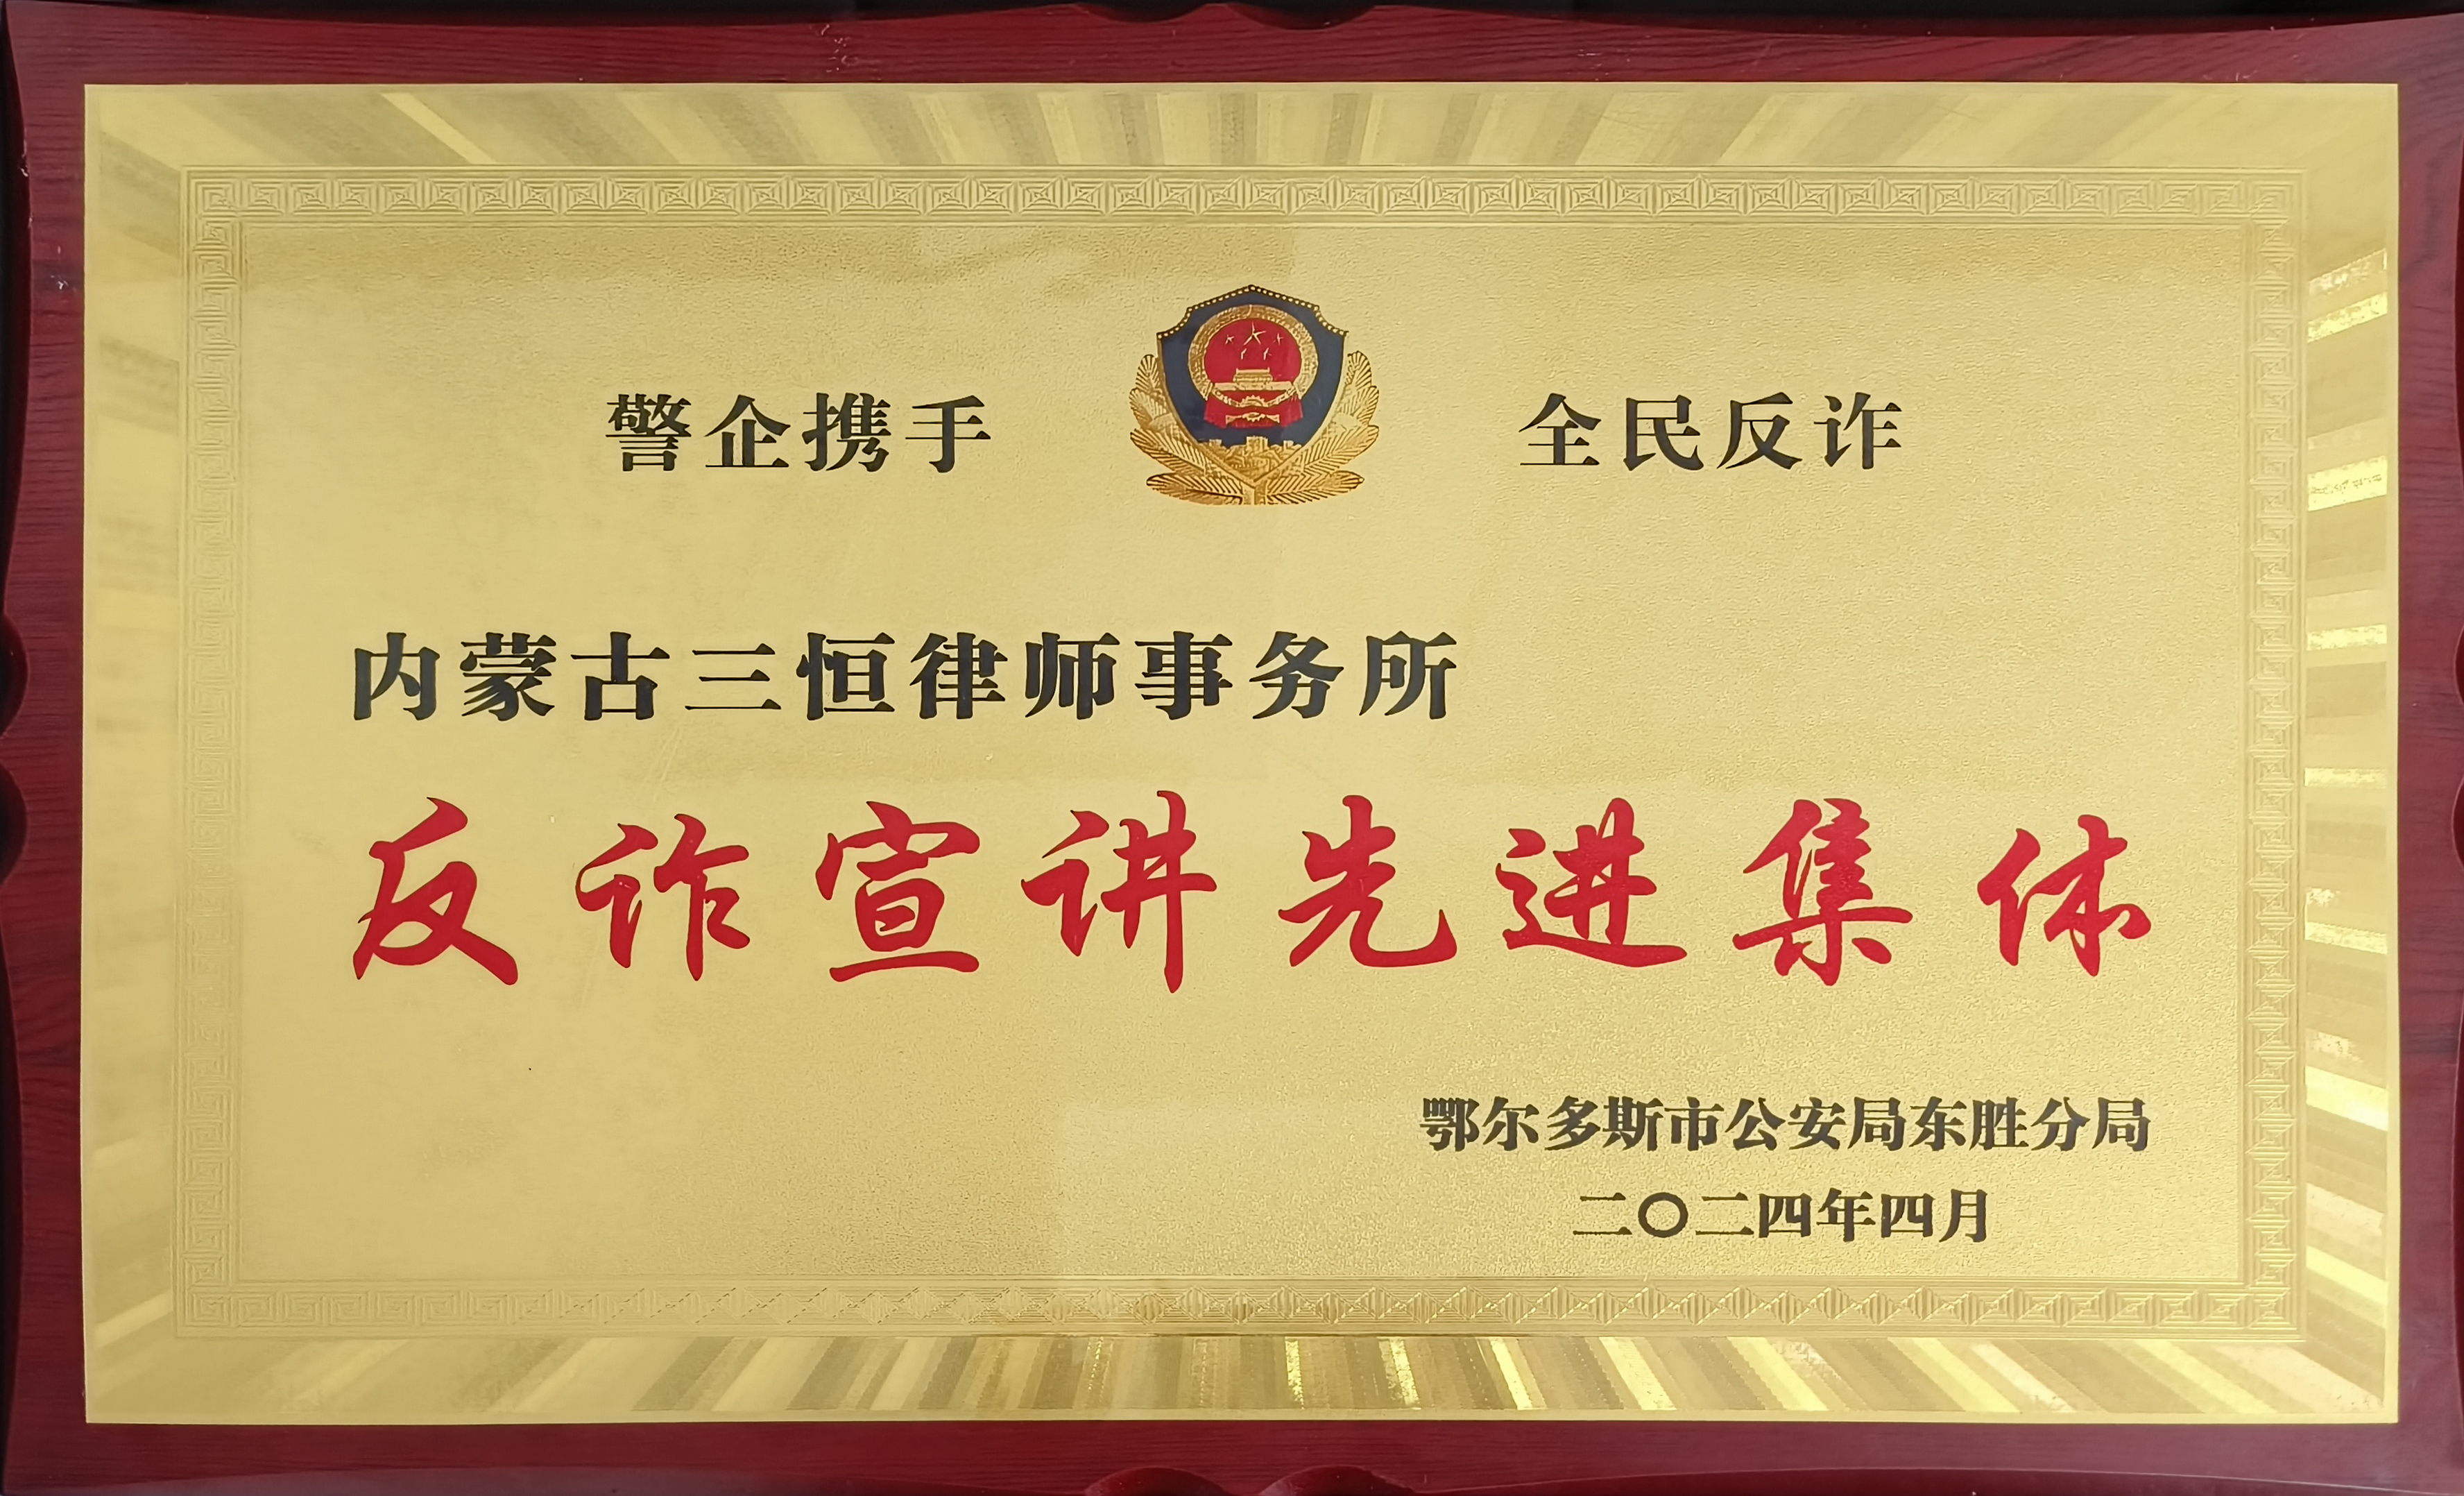 警企携手 全民反诈
内蒙古三恒律师事务所
反诈宣讲先进集体
鄂尔多斯市公安局东胜分局
二〇二四年四月